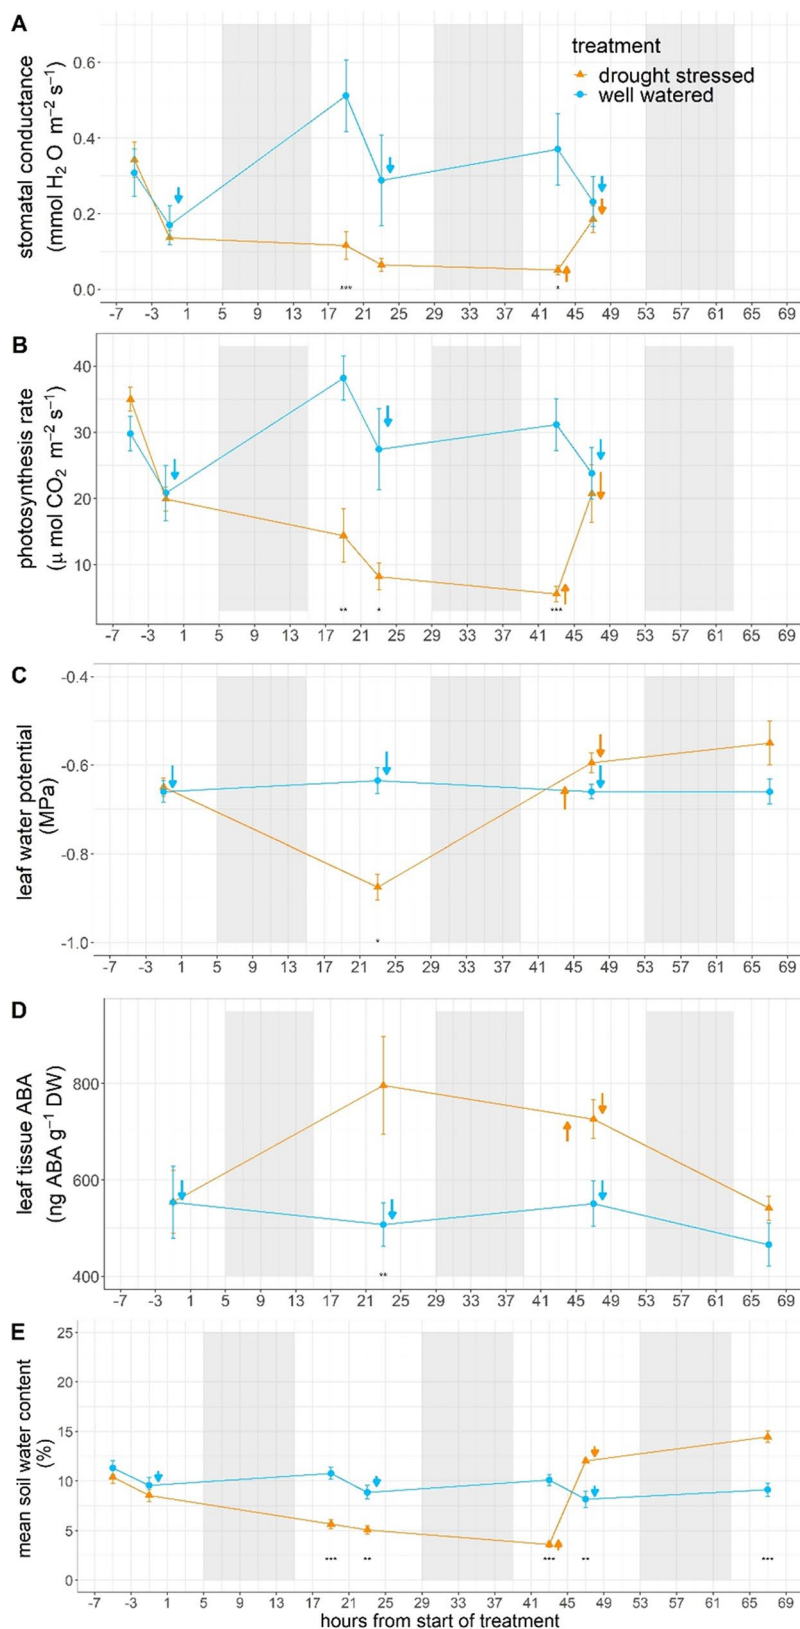 A
stomatal conductance
(mmol H₂ O m⁻² s⁻¹)
treatment
drought stressed
well watered
0.6
0.4
0.2
0.0
*** *
-7 -3 1 5 9 13 15 17 19 23 25 29 33 37 41 43 45 47 49 53 57 61 65 69
B
photosynthesis rate
(μ mol CO₂ m⁻² s⁻¹)
40
30
20
10
** * ***
-7 -3 1 5 9 13 17 21 25 29 33 37 41 45 49 53 57 61 65 69
C
leaf water potential
(MPa)
-0.4
-0.6
-0.8
-1.0
*
-7 -3 1 5 9 13 17 21 25 29 33 37 41 45 49 53 57 61 65 69
D
leaf tissue ABA
(ng ABA g⁻¹ DW)
800
600
400
**
-7 -3 1 5 9 13 17 21 25 29 33 37 41 45 49 53 57 61 65 69
E
mean soil water content
(%)
25
20
15
10
5
0
*** ** *** ** ***
-7 -3 1 5 9 13 17 21 25 29 33 37 41 45 49 53 57 61 65 69
hours from start of treatment